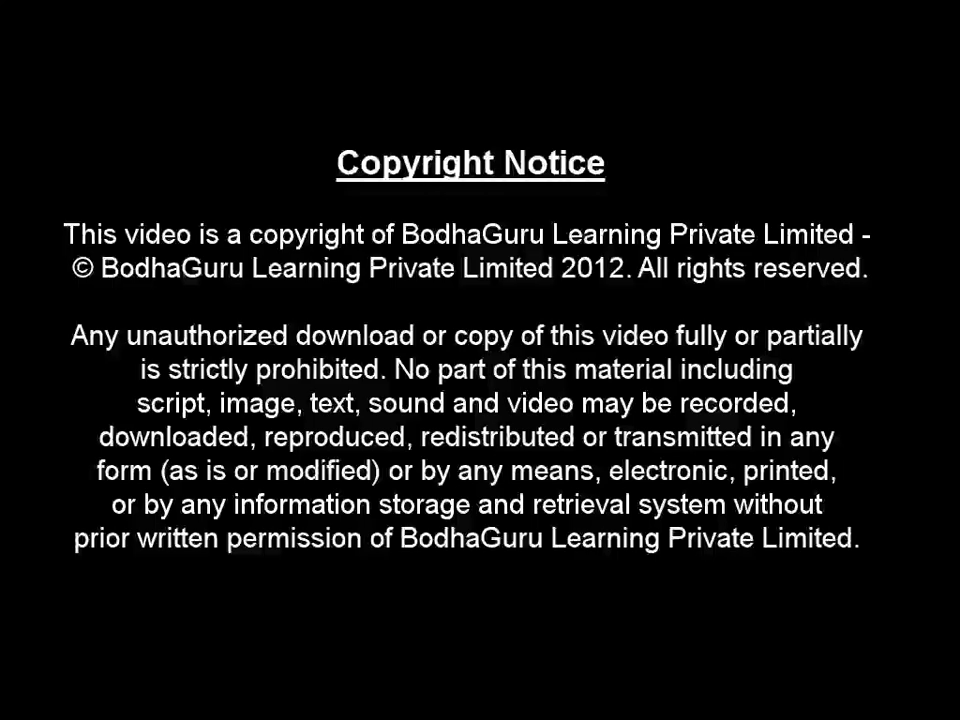 Copyright Notice
This video is a copyright of BodhaGuru Learning Private Limited -
© BodhaGuru Learning Private Limited 2012. All rights reserved.
Any unauthorized download or copy of this video fully or partially
is strictly prohibited. No part of this material including
script, image, text, sound and video may be recorded,
downloaded, reproduced, redistributed or transmitted in any
form (as is or modified) or by any means, electronic, printed,
or by any information storage and retrieval system without
prior written permission of BodhaGuru Learning Private Limited.